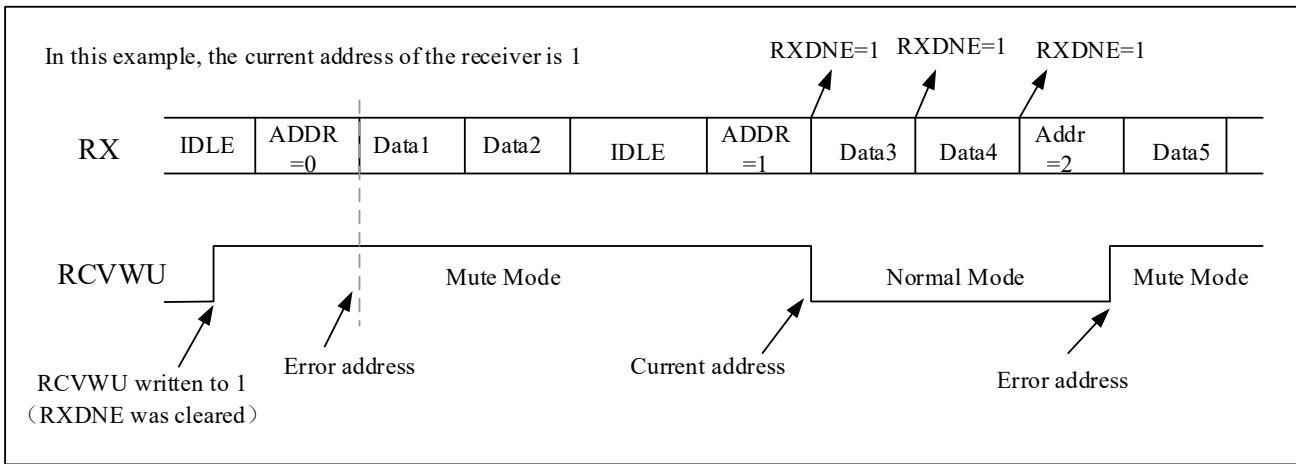 In this example, the current address of the receiver is 1
RXDNE=1
RXDNE=1
RXDNE=1
RX
IDLE
ADDR
=0
Data1
Data2
IDLE
ADDR
=1
Data3
Data4
Addr
=2
Data5
RCVWU
Mute Mode
Normal Mode
Mute Mode
Error address
Current address
Error address
RCVWU written to 1
（RXDNE was cleared）